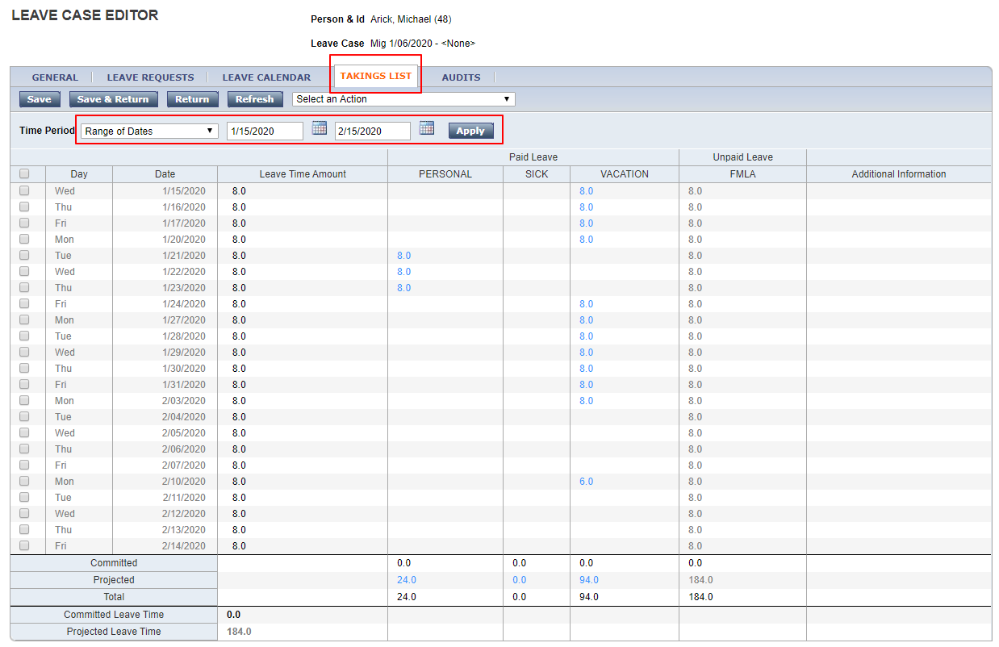 LEAVE CASE EDITOR
Person & Id Arick, Michael (48)
Leave Case Mig 1/06/2020 - <None>
GENERAL LEAVE REQUESTS LEAVE CALENDAR TAKINGS LIST AUDITS
Save Save & Return Return Refresh Select an Action
Time Period Range of Dates 1/15/2020 2/15/2020 Apply
Paid Leave Unpaid Leave
Day Date Leave Time Amount PERSONAL SICK VACATION FMLA Additional Information
Wed 1/15/2020 8.0 8.0 8.0
Thu 1/16/2020 8.0 8.0 8.0
Fri 1/17/2020 8.0 8.0 8.0
Mon 1/20/2020 8.0 8.0 8.0
Tue 1/21/2020 8.0 8.0 8.0
Wed 1/22/2020 8.0 8.0 8.0
Thu 1/23/2020 8.0 8.0 8.0
Fri 1/24/2020 8.0 8.0 8.0
Mon 1/27/2020 8.0 8.0 8.0
Tue 1/28/2020 8.0 8.0 8.0
Wed 1/29/2020 8.0 8.0 8.0
Thu 1/30/2020 8.0 8.0 8.0
Fri 1/31/2020 8.0 8.0 8.0
Mon 2/03/2020 8.0 8.0 8.0
Tue 2/04/2020 8.0 8.0
Wed 2/05/2020 8.0 8.0
Thu 2/06/2020 8.0 8.0
Fri 2/07/2020 8.0 8.0
Mon 2/10/2020 8.0 6.0 8.0
Tue 2/11/2020 8.0 8.0
Wed 2/12/2020 8.0 8.0
Thu 2/13/2020 8.0 8.0
Fri 2/14/2020 8.0 8.0
Committed 0.0 0.0 0.0 0.0
Projected 24.0 0.0 94.0 184.0
Total 24.0 0.0 94.0 184.0
Committed Leave Time 0.0
Projected Leave Time 184.0